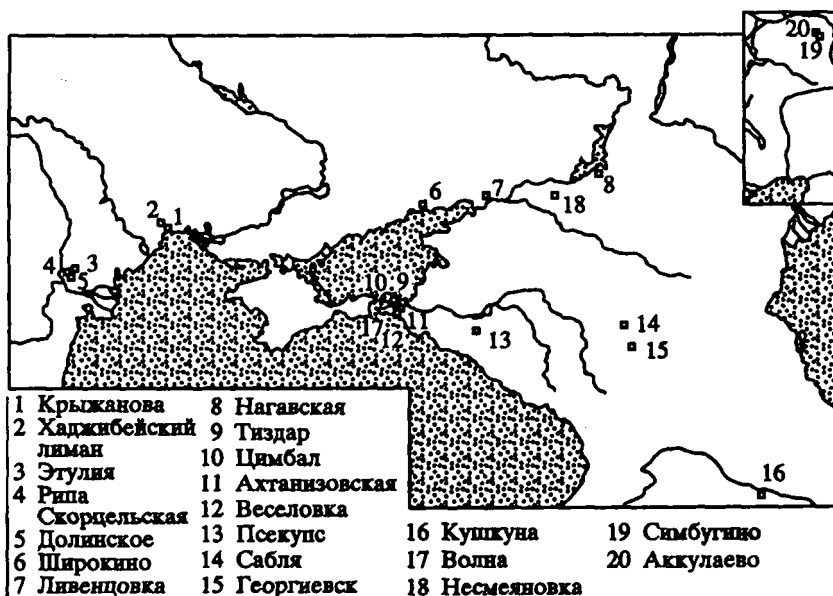 20
19
8
7
18
6
2
1
4
3
5
10
9
11
17
12
13
14
15
16
1 Крыжанова
2 Хаджибейский
лиман
3 Этулия
4 Рипа
Скорцельская
5 Долинское
6 Широкино
7 Ливенцовка
8 Нагавская
9 Тиздар
10 Цимбал
11 Ахтанизовская
12 Веселовка
13 Псекупс
14 Сабля
15 Георгиевск
16 Кушкуна
17 Волна
18 Несмеяновка
19 Симбугино
20 Аккулаево